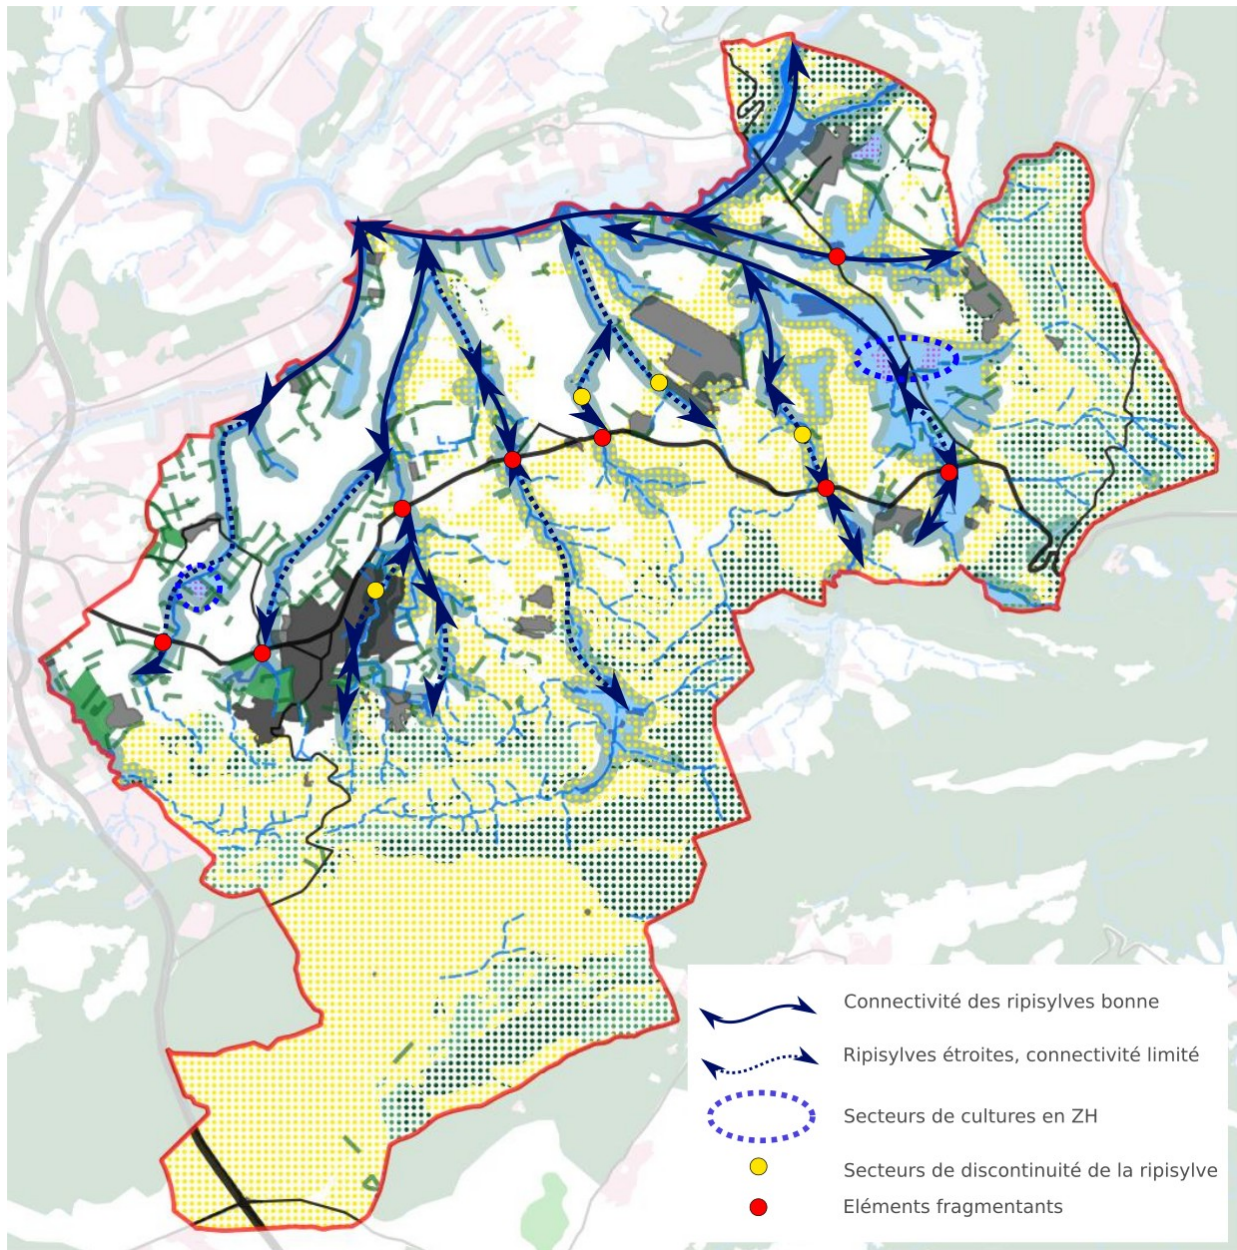 Connectivité des ripisylves bonne
Ripisylves étroites, connectivité limité
Secteurs de cultures en ZH
Secteurs de discontinuité de la ripisylve
Eléments fragmentants